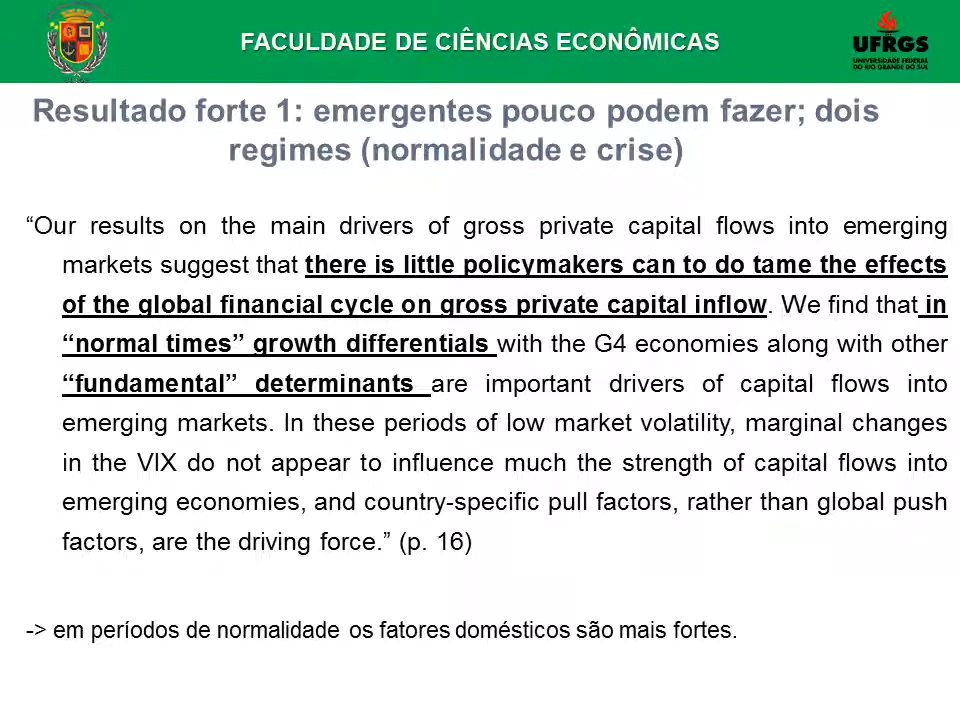 FACULDADE DE CIÊNCIAS ECONÔMICAS
UFRGS
UNIVERSIDADE FEDERAL
DO RIO GRANDE DO SUL
Resultado forte 1: emergentes pouco podem fazer; dois
regimes (normalidade e crise)
“Our results on the main drivers of gross private capital flows into emerging
markets suggest that there is little policymakers can to do tame the effects
of the global financial cycle on gross private capital inflow. We find that in
“normal times” growth differentials with the G4 economies along with other
“fundamental” determinants are important drivers of capital flows into
emerging markets. In these periods of low market volatility, marginal changes
in the VIX do not appear to influence much the strength of capital flows into
emerging economies, and country-specific pull factors, rather than global push
factors, are the driving force.” (p. 16)
-> em períodos de normalidade os fatores domésticos são mais fortes.